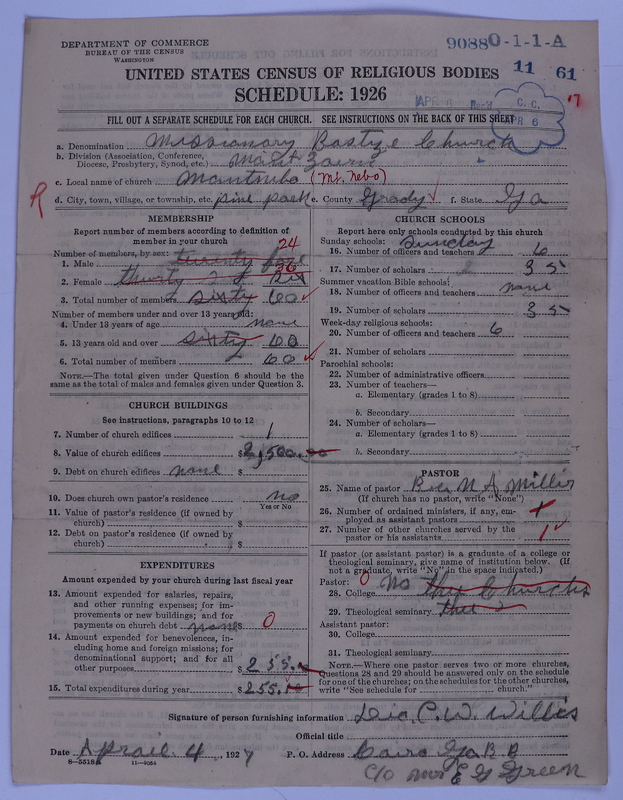 DEPARTMENT OF COMMERCE
BUREAU OF THE CENSUS
WASHINGTON
90880-1-1-A
UNITED STATES CENSUS OF RELIGIOUS BODIES
11 61
SCHEDULE: 1926
APR
Rec'd
C. C.
APR 6
17
FILL OUT A SEPARATE SCHEDULE FOR EACH CHURCH. SEE INSTRUCTIONS ON THE BACK OF THIS SHEET
a. Denomination Missionary Bastize Church
b. Division (Association, Conference, Diocese, Presbytery, Synod, etc.) Mount
c. Local name of church (Mt. Nebo)
d. City, town, village, or township, etc. pine park e. County Grady f. State Ga
MEMBERSHIP
Report number of members according to definition of member in your church
Number of members, by sex:
1. Male twenty four 24
2. Female thurty six 36
3. Total number of members sixty 60
Number of members under and over 13 years old:
4. Under 13 years of age none
5. 13 years old and over sixty 60
6. Total number of members 60
NOTE.—The total given under Question 6 should be the same as the total of males and females given under Question 3.
CHURCH BUILDINGS
See instructions, paragraphs 10 to 12
7. Number of church edifices 1
8. Value of church edifices $2,500.00
9. Debt on church edifices none $
10. Does church own pastor's residence no
Yes or No
11. Value of pastor's residence (if owned by church) $
12. Debt on pastor's residence (if owned by church) $
EXPENDITURES
Amount expended by your church during last fiscal year
13. Amount expended for salaries, repairs, and other running expenses; for improvements or new buildings; and for payments on church debt none $ 0
14. Amount expended for benevolences, including home and foreign missions; for denominational support; and for all other purposes $255.
15. Total expenditures during year $255.
CHURCH SCHOOLS
Report here only schools conducted by this church
Sunday schools: Sunday
16. Number of officers and teachers 6
17. Number of scholars 35
Summer vacation Bible schools:
18. Number of officers and teachers none
19. Number of scholars 35
Week-day religious schools:
20. Number of officers and teachers 6
21. Number of scholars
Parochial schools:
22. Number of administrative officers
23. Number of teachers—
a. Elementary (grades 1 to 8)
b. Secondary
24. Number of scholars—
a. Elementary (grades 1 to 8)
b. Secondary
PASTOR
25. Name of pastor N A Miller
(If church has no pastor, write "None")
26. Number of ordained ministers, if any, employed as assistant pastors
27. Number of other churches served by the pastor or his assistants 1
If pastor (or assistant pastor) is a graduate of a college or theological seminary, give name of institution below. (If not a graduate, write "No" in the space indicated.)
Pastor: 0
28. College No Churchs
29. Theological seminary
Assistant pastor:
30. College
31. Theological seminary
NOTE.—Where one pastor serves two or more churches, Questions 28 and 29 should be answered only on the schedule for one of the churches; on the schedules for the other churches, write "See schedule for church."
Signature of person furnishing information C. W. Willis
Official title
Date Aprail 4, 1927 P. O. Address Cairo Ga
8—5518 11—9054
c/o E G Green